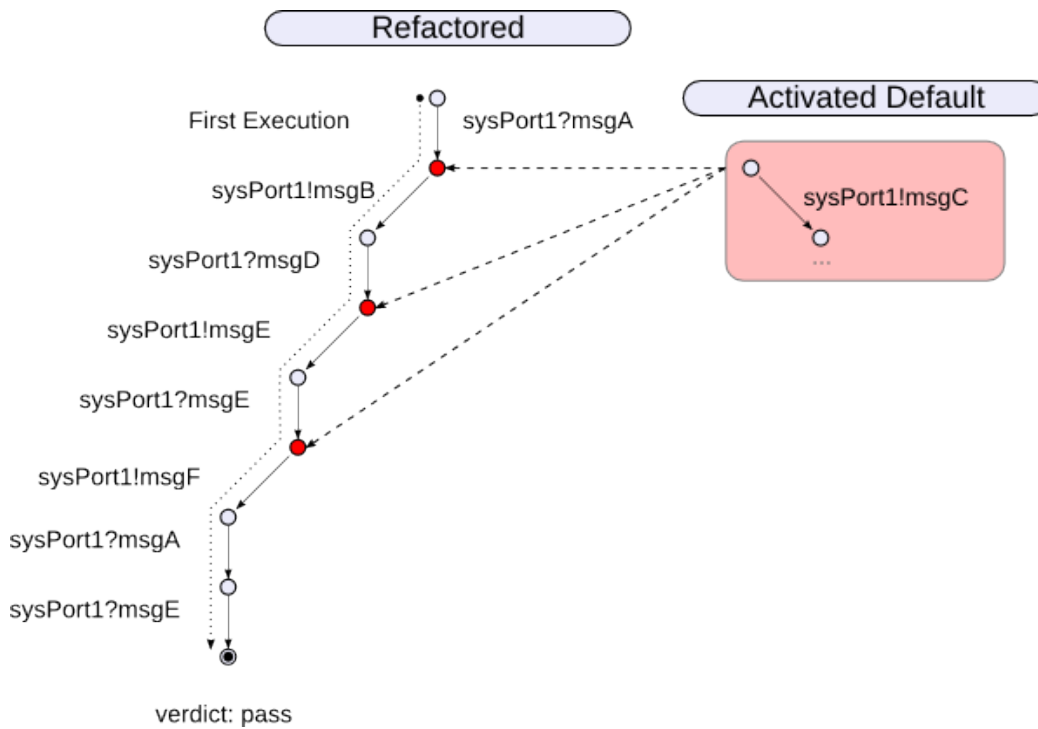 Refactored
Activated Default
First Execution
sysPort1?msgA
sysPort1!msgB
sysPort1!msgC
...
sysPort1?msgD
sysPort1!msgE
sysPort1?msgE
sysPort1!msgF
sysPort1?msgA
sysPort1?msgE
verdict: pass